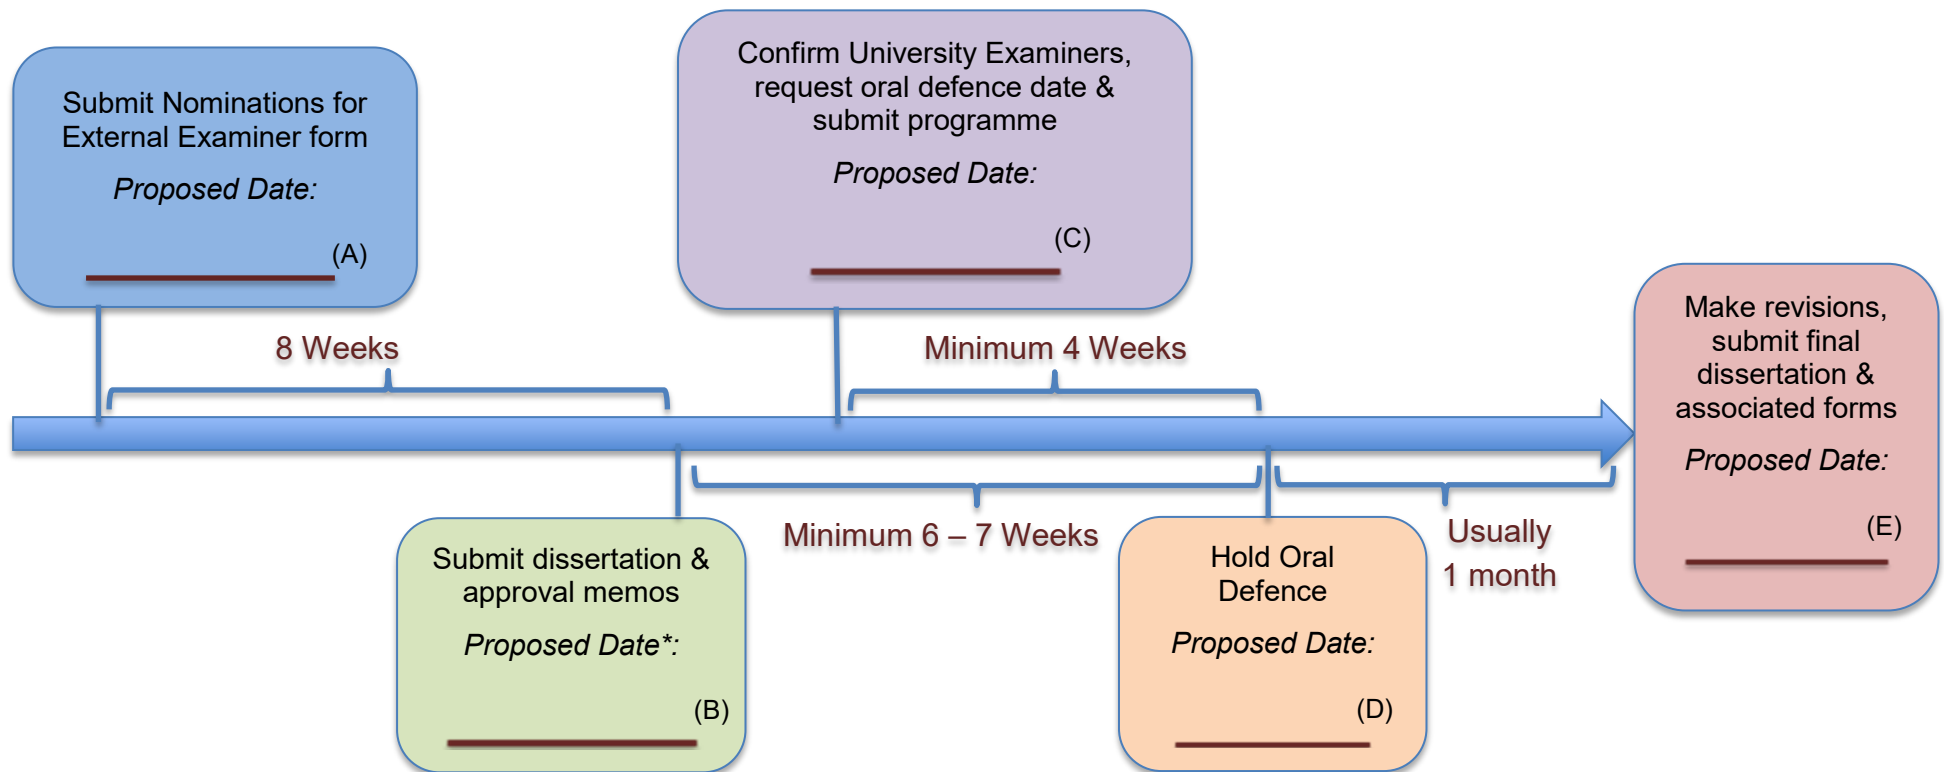 Submit Nominations for
External Examiner form
Proposed Date:
(A)
8 Weeks
Submit dissertation &
approval memos
Proposed Date*:
(B)
Confirm University Examiners,
request oral defence date &
submit programme
Proposed Date:
(C)
Minimum 4 Weeks
Minimum 6 – 7 Weeks
Hold Oral
Defence
Proposed Date:
(D)
Usually
1 month
Make revisions,
submit final
dissertation &
associated forms
Proposed Date:
(E)